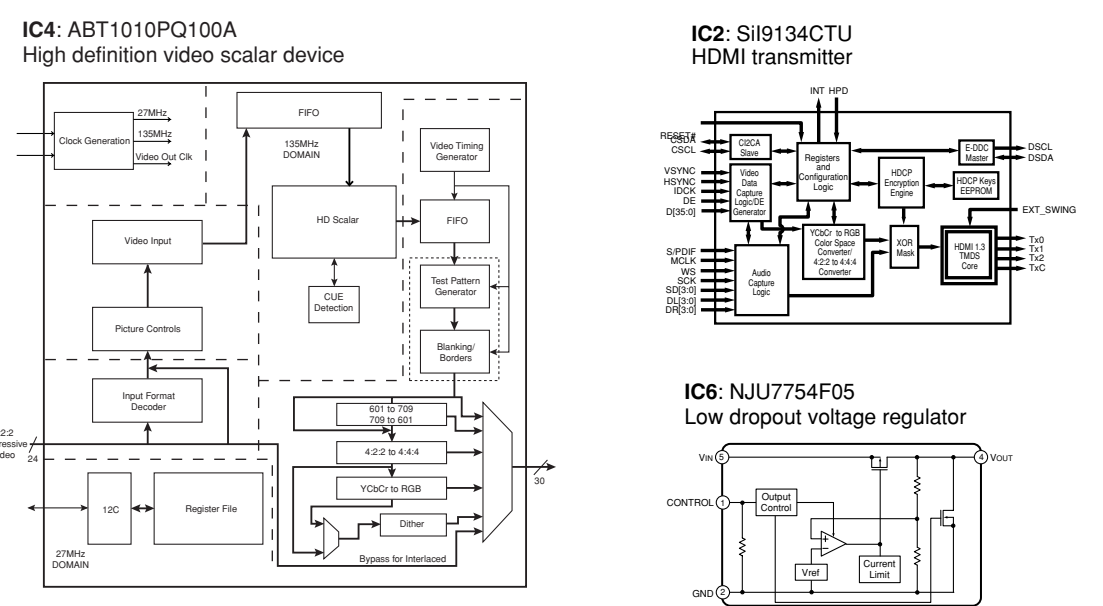 IC4: ABT1010PQ100A
High definition video scalar device
Clock Generation
27MHz
135MHz
Video Out Clk
FIFO
135MHz
DOMAIN
Video Timing
Generator
Video Input
HD Scalar
FIFO
CUE
Detection
Test Pattern
Generator
Picture Controls
Blanking/
Borders
Input Format
Decoder
601 to 709
709 to 601
4:2:2 to 4:4:4
24
YCbCr to RGB
30
12C
Register File
Dither
27MHz
DOMAIN
Bypass for Interlaced
IC2: SiI9134CTU
HDMI transmitter
INT HPD
RESET#
CSDA
CSCL
CI2CA
Slave
Registers
and
Configuration
Logic
E-DDC
Master
DSCL
DSDA
VSYNC
HSYNC
IDCK
DE
D[35:0]
Video
Data
Capture
Logic/DE
Generator
HDCP
Encryption
Engine
HDCP Keys
EEPROM
EXT_SWING
S/PDIF
MCLK
WS
SCK
SD[3:0]
DL[3:0]
DR[3:0]
Audio
Capture
Logic
YCbCr to RGB
Color Space
Converter/
4:2:2 to 4:4:4
Converter
XOR
Mask
HDMI 1.3
TMDS
Core
Tx0
Tx1
Tx2
TxC
IC6: NJU7754F05
Low dropout voltage regulator
VIN 5
4 VOUT
CONTROL 1
Output
Control
+
−
Vref
Current
Limit
GND 2